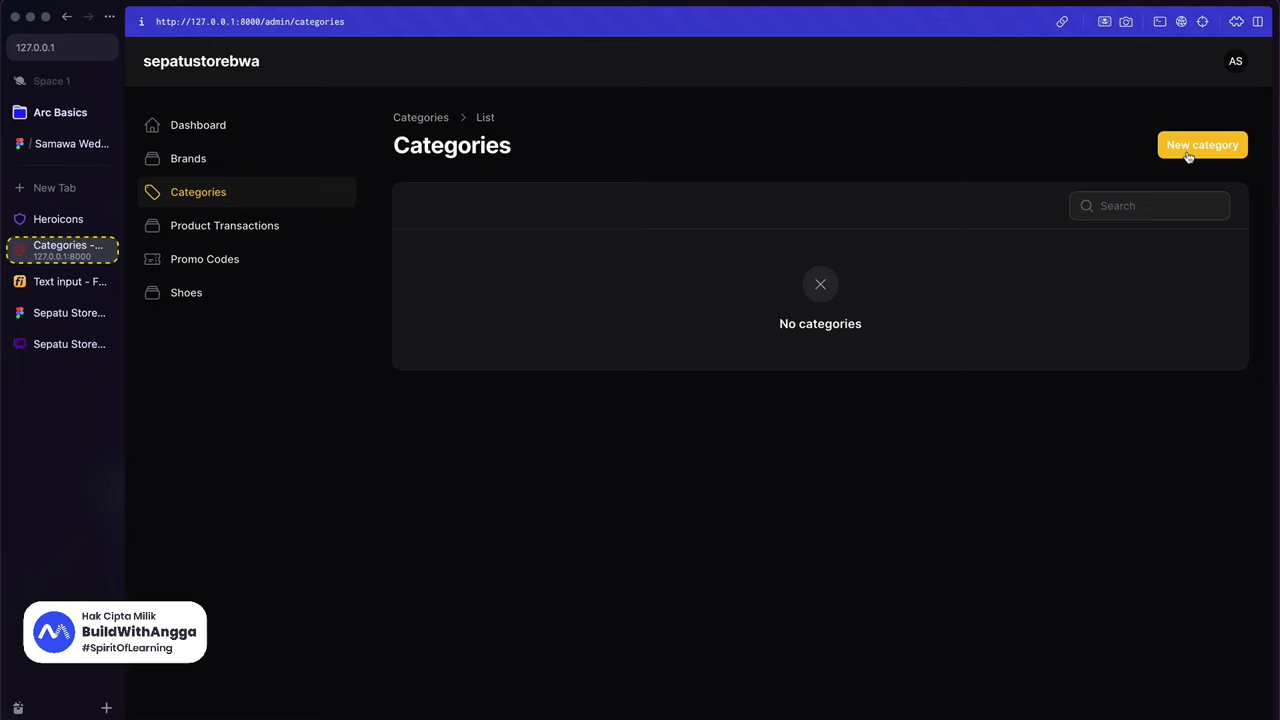 http://127.0.0.1:8000/admin/categories
127.0.0.1
Space 1
Arc Basics
/ Samawa Wed...
New Tab
Heroicons
Categories -...
127.0.0.1:8000
Text input - F...
Sepatu Store...
Sepatu Store...
sepatustorebwa
AS
Dashboard
Brands
Categories
Product Transactions
Promo Codes
Shoes
Categories > List
Categories
New category
Search
No categories
Hak Cipta Milik
BuildWithAngga
#SpiritOfLearning